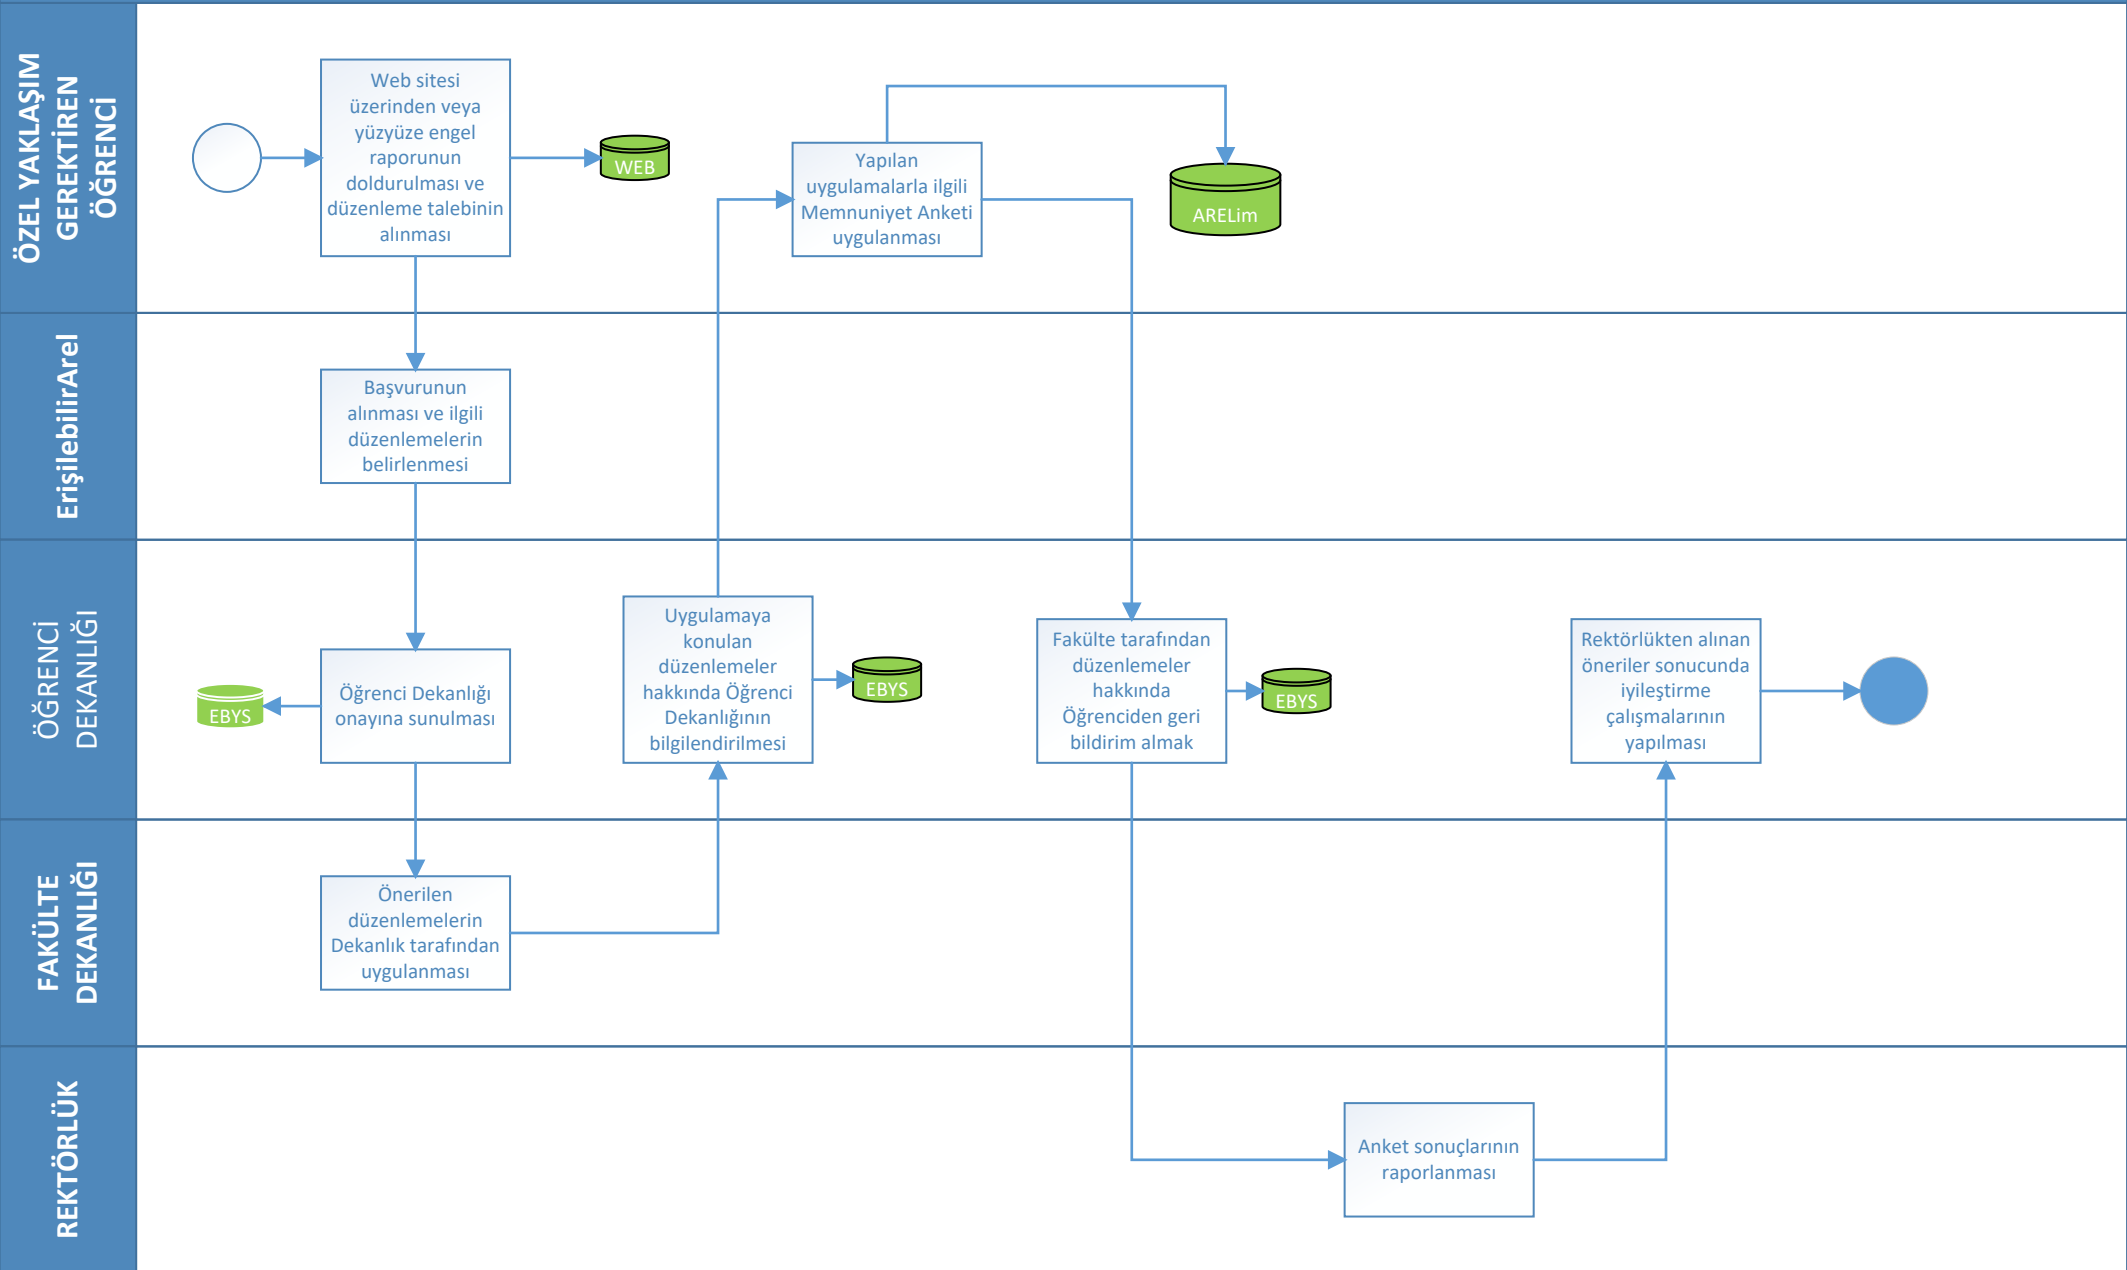 ÖZEL YAKLAŞIM
GEREKTİREN
ÖĞRENCİ
Web sitesi
üzerinden veya
yüzyüze engel
raporunun
doldurulması ve
düzenleme talebinin
alınması
WEB
Yapılan
uygulamalarla ilgili
Memnuniyet Anketi
uygulanması
ARELim
ErişilebilirArel
Başvurunun
alınması ve ilgili
düzenlemelerin
belirlenmesi
ÖĞRENCİ
DEKANLIĞI
EBYS
Öğrenci Dekanlığı
onayına sunulması
Uygulamaya
konulan
düzenlemeler
hakkında Öğrenci
Dekanlığının
bilgilendirilmesi
EBYS
Fakülte tarafından
düzenlemeler
hakkında
Öğrenciden geri
bildirim almak
EBYS
Rektörlükten alınan
öneriler sonucunda
iyileştirme
çalışmalarının
yapılması
FAKÜLTE
DEKANLIĞI
Önerilen
düzenlemelerin
Dekanlık tarafından
uygulanması
REKTÖRLÜK
Anket sonuçlarının
raporlanması